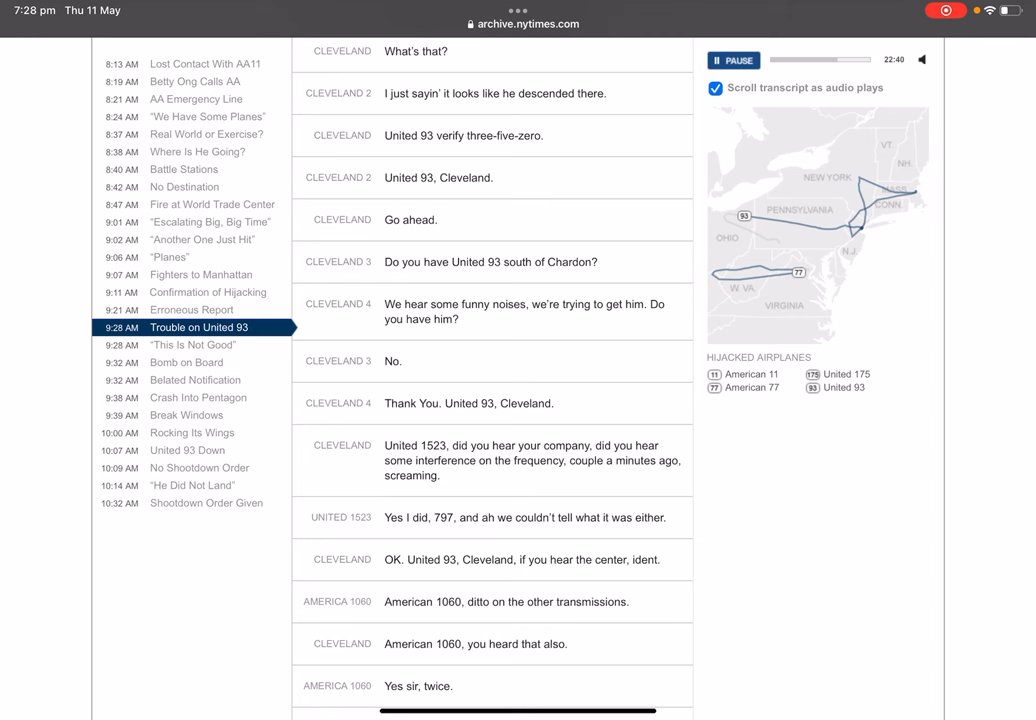 7:28 pm Thu 11 May
archive.nytimes.com
8:13 AM Lost Contact With AA11
8:19 AM Betty Ong Calls AA
8:21 AM AA Emergency Line
8:24 AM “We Have Some Planes”
8:37 AM Real World or Exercise?
8:38 AM Where Is He Going?
8:40 AM Battle Stations
8:42 AM No Destination
8:47 AM Fire at World Trade Center
9:01 AM “Escalating Big, Big Time”
9:02 AM “Another One Just Hit”
9:06 AM “Planes”
9:07 AM Fighters to Manhattan
9:11 AM Confirmation of Hijacking
9:21 AM Erroneous Report
9:28 AM Trouble on United 93
9:28 AM “This Is Not Good”
9:32 AM Bomb on Board
9:32 AM Belated Notification
9:38 AM Crash Into Pentagon
9:39 AM Break Windows
10:00 AM Rocking Its Wings
10:07 AM United 93 Down
10:09 AM No Shootdown Order
10:14 AM “He Did Not Land”
10:32 AM Shootdown Order Given
CLEVELAND What’s that?
CLEVELAND 2 I just sayin’ it looks like he descended there.
CLEVELAND United 93 verify three-five-zero.
CLEVELAND 2 United 93, Cleveland.
CLEVELAND Go ahead.
CLEVELAND 3 Do you have United 93 south of Chardon?
CLEVELAND 4 We hear some funny noises, we’re trying to get him. Do
you have him?
CLEVELAND 3 No.
CLEVELAND 4 Thank You. United 93, Cleveland.
CLEVELAND United 1523, did you hear your company, did you hear
some interference on the frequency, couple a minutes ago,
screaming.
UNITED 1523 Yes I did, 797, and ah we couldn’t tell what it was either.
CLEVELAND OK. United 93, Cleveland, if you hear the center, ident.
AMERICA 1060 American 1060, ditto on the other transmissions.
CLEVELAND American 1060, you heard that also.
AMERICA 1060 Yes sir, twice.
PAUSE 22:40
Scroll transcript as audio plays
VT.
NH.
NEW YORK
MASS.
CONN.
PENNSYLVANIA
93
OHIO
N.J.
77
W. VA.
VIRGINIA
HIJACKED AIRPLANES
11 American 11 175 United 175
77 American 77 93 United 93